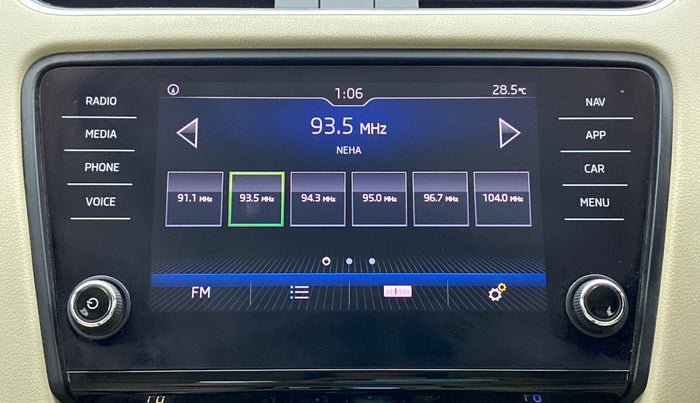 RADIO
MEDIA
PHONE
VOICE
1:06
28.5°C
93.5 MHz
NEHA
91.1 MHz
93.5 MHz
94.3 MHz
95.0 MHz
96.7 MHz
104.0 MHz
FM
NAV
APP
CAR
MENU